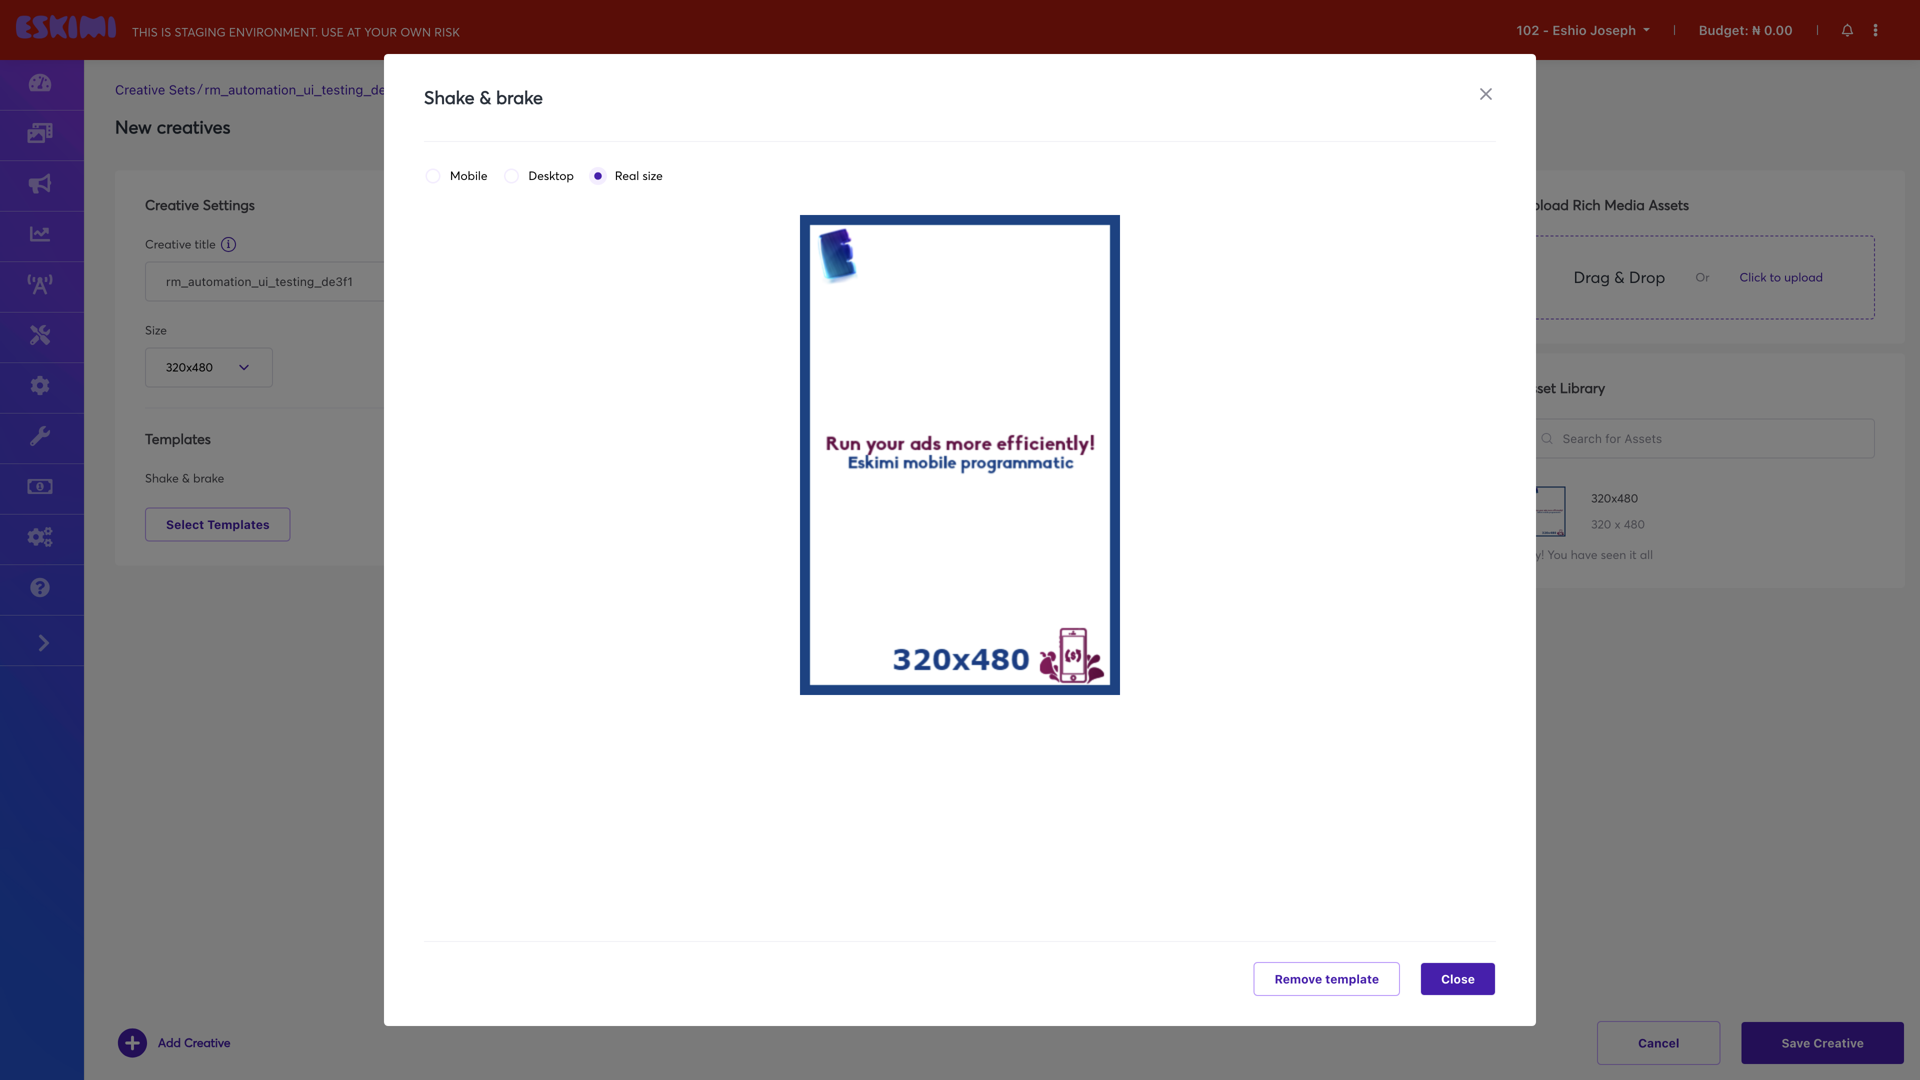 ESKIMI
THIS IS STAGING ENVIRONMENT. USE AT YOUR OWN RISK
102 - Eshio Joseph
Budget: ₦ 0.00
Creative Sets/rm_automation_ui_testing_de
New creatives
Creative Settings
Creative title
rm_automation_ui_testing_de3f1
Size
320x480
Templates
Shake & brake
Select Templates
Add Creative
Shake & brake
Mobile
Desktop
Real size
E
Run your ads more efficiently!
Eskimi mobile programmatic
320x480
Remove template
Close
pload Rich Media Assets
Drag & Drop
Or
Click to upload
sset Library
Search for Assets
320x480
320 x 480
y! You have seen it all
Cancel
Save Creative